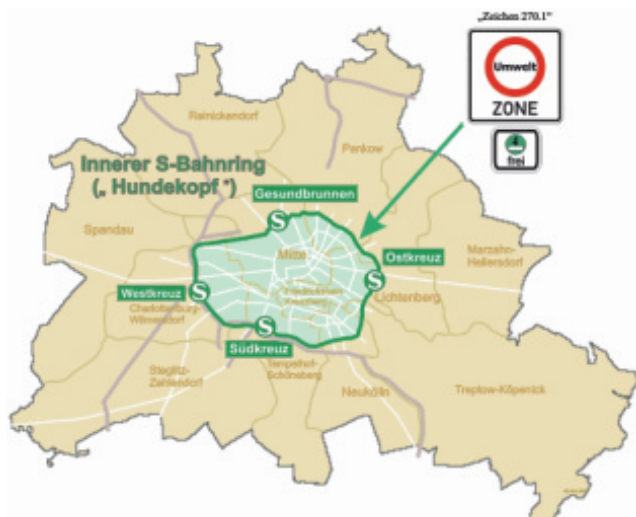 „Zeichen 270.1"
Umwelt
ZONE
4
frei
Reinickendorf
Pankow
Innerer S-Bahnring
(„ Hundekopf ")
Gesundbrunnen
S
Spandau
Mitte
Ostkreuz
Marzahn-
Hellersdorf
S
Friedrichshain
Kreuzberg
Lichtenberg
Westkreuz
S
Charlottenburg-
Wilmersdorf
S
Südkreuz
Steglitz-
Zehlendorf
Tempelhof-
Schöneberg
Neukölln
Treptow-Köpenick